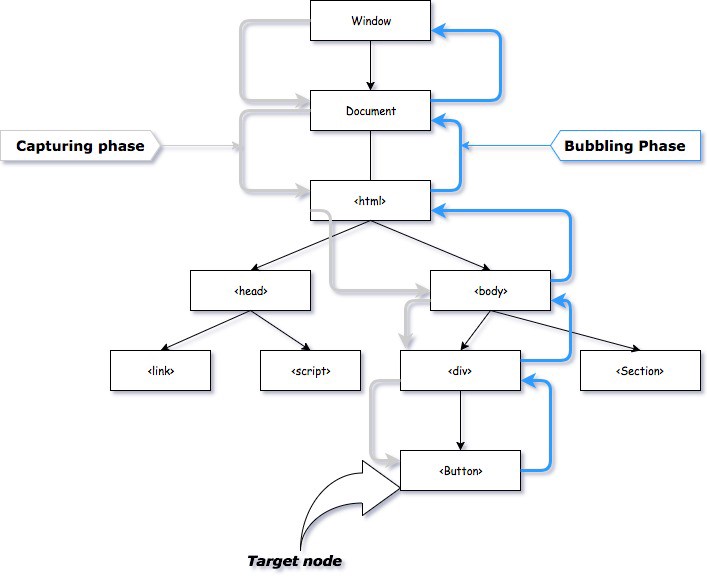 Window
Document
Capturing phase
Bubbling Phase
<html>
<head>
<body>
<link>
<script>
<div>
<Section>
<Button>
Target node